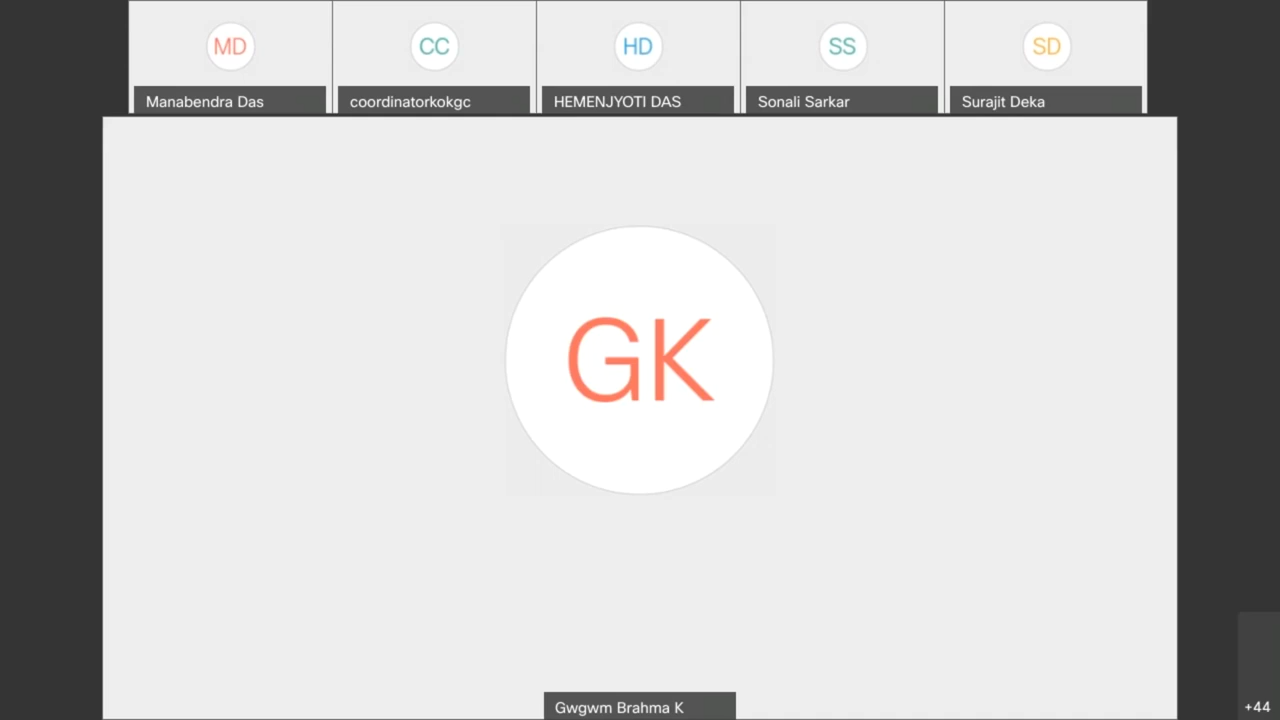 MD
CC
HD
SS
SD
Manabendra Das
coordinatorkokgc
HEMENJYOTI DAS
Sonali Sarkar
Surajit Deka
GK
Gwgwm Brahma K
+44